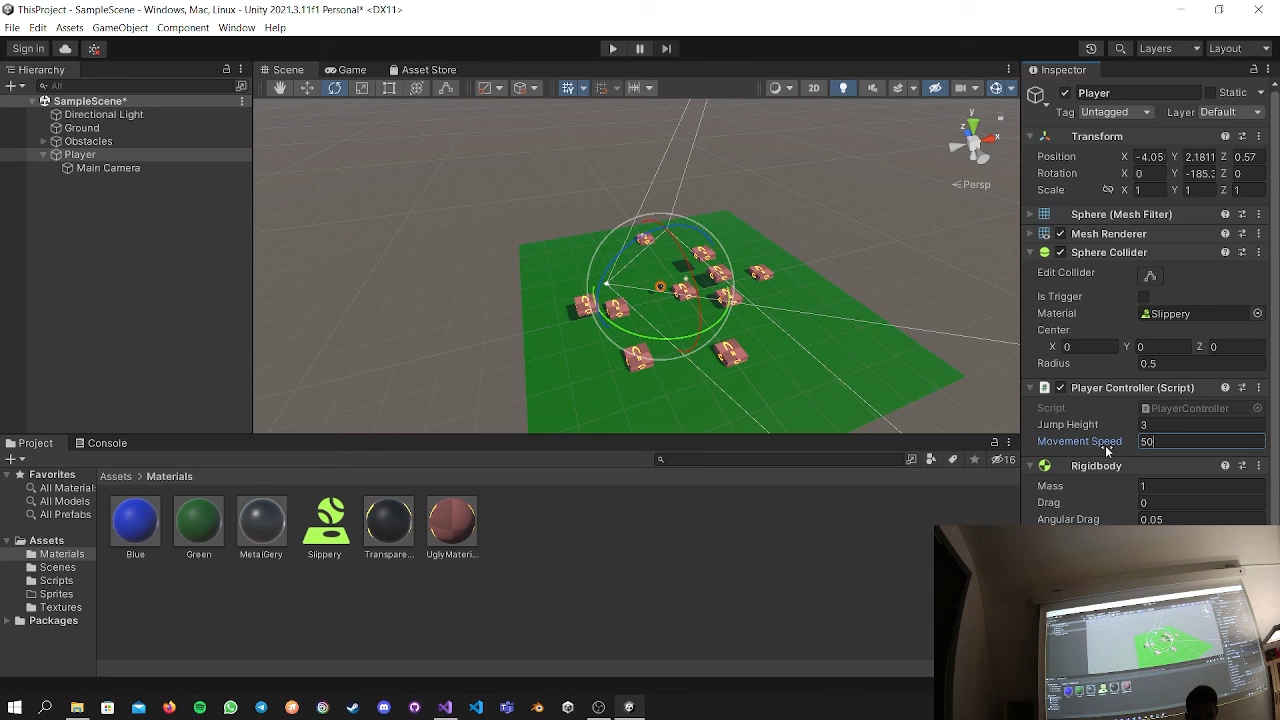 ThisProject - SampleScene - Windows, Mac, Linux - Unity 2021.3.11f1 Personal* <DX11>
File Edit Assets GameObject Component Window Help
Sign in Layers Layout
Hierarchy Scene Game Asset Store Inspector
All
SampleScene*
Directional Light
Ground
Obstacles
Player
Main Camera
2D
y
z
x
Persp
Player Static
Tag Untagged Layer Default
Transform
Position X -4.05 Y 2.1811 Z 0.57
Rotation X 0 Y -185.3 Z 0
Scale X 1 Y 1 Z 1
Sphere (Mesh Filter)
Mesh Renderer
Sphere Collider
Edit Collider
Is Trigger
Material Slippery
Center
X 0 Y 0 Z 0
Radius 0.5
Player Controller (Script)
Script PlayerController
Jump Height 3
Movement Speed 50
Rigidbody
Mass 1
Drag 0
Angular Drag 0.05
Project Console
16
Favorites
All Material
All Models
All Prefabs
Assets
Materials
Scenes
Scripts
Sprites
Textures
Packages
Assets Materials
Blue Green MetalGery Slippery Transpare... UglyMateri...